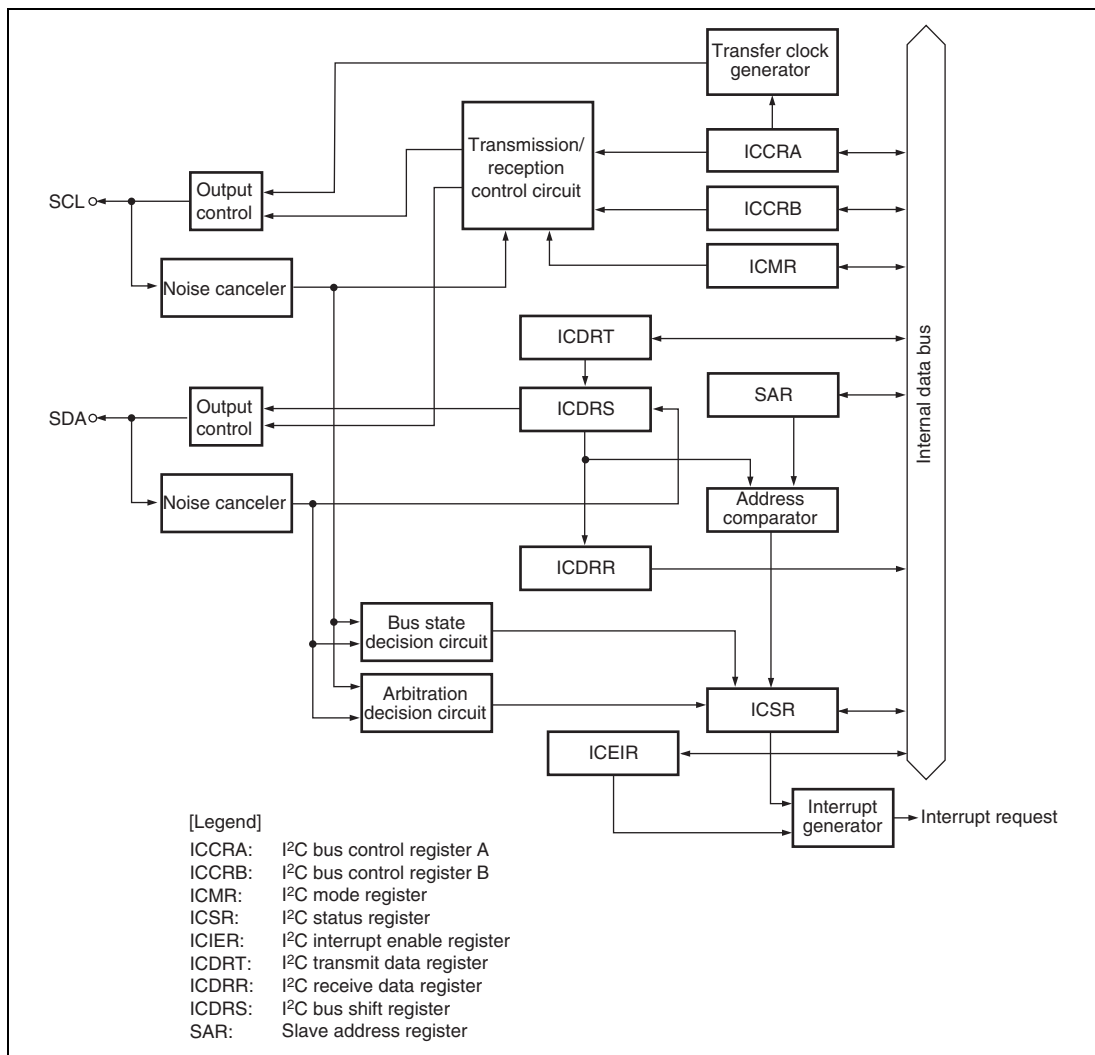 Transfer clock
generator
Transmission/
reception
control circuit
ICCRA
SCL
Output
control
ICCRB
Noise canceler
ICMR
ICDRT
SDA
Output
control
ICDRS
SAR
Internal data bus
Noise canceler
Address
comparator
ICDRR
Bus state
decision circuit
Arbitration
decision circuit
ICSR
ICEIR
Interrupt
generator
Interrupt request
[Legend]
ICCRA: I²C bus control register A
ICCRB: I²C bus control register B
ICMR: I²C mode register
ICSR: I²C status register
ICIER: I²C interrupt enable register
ICDRT: I²C transmit data register
ICDRR: I²C receive data register
ICDRS: I²C bus shift register
SAR: Slave address register